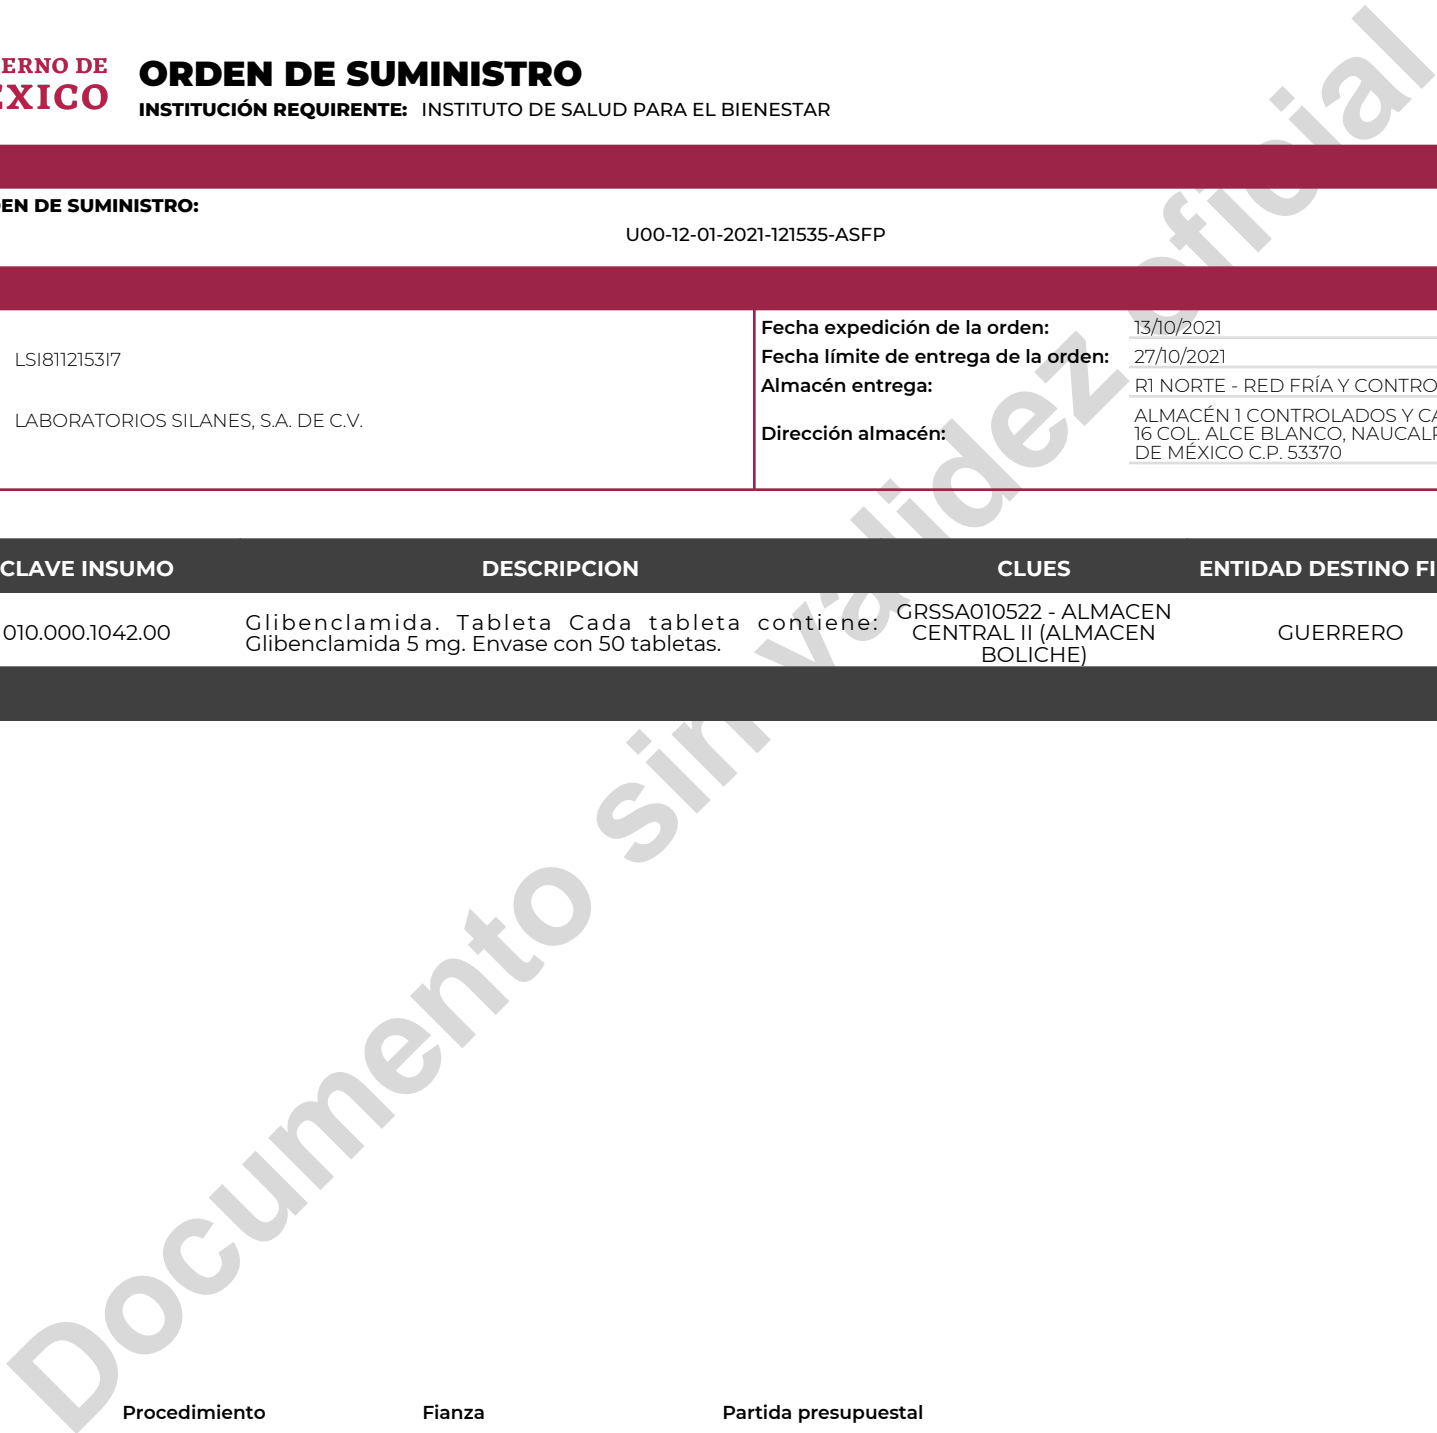 ERNO DE
ÉXICO
ORDEN DE SUMINISTRO
INSTITUCIÓN REQUIRENTE: INSTITUTO DE SALUD PARA EL BIENESTAR
EN DE SUMINISTRO:
U00-12-01-2021-121535-ASFP
LSI8112153I7
LABORATORIOS SILANES, S.A. DE C.V.
Fecha expedición de la orden: 13/10/2021
Fecha límite de entrega de la orden: 27/10/2021
Almacén entrega: R1 NORTE - RED FRÍA Y CONTRO
Dirección almacén: ALMACÉN 1 CONTROLADOS Y CA
16 COL. ALCE BLANCO, NAUCALP
DE MÉXICO C.P. 53370
CLAVE INSUMO DESCRIPCION CLUES ENTIDAD DESTINO FI
010.000.1042.00
Glibenclamida. Tableta Cada tableta contiene:
Glibenclamida 5 mg. Envase con 50 tabletas.
GRSSA010522 - ALMACEN
CENTRAL II (ALMACEN
BOLICHE)
GUERRERO
Documento sin validez oficial
Procedimiento Fianza Partida presupuestal